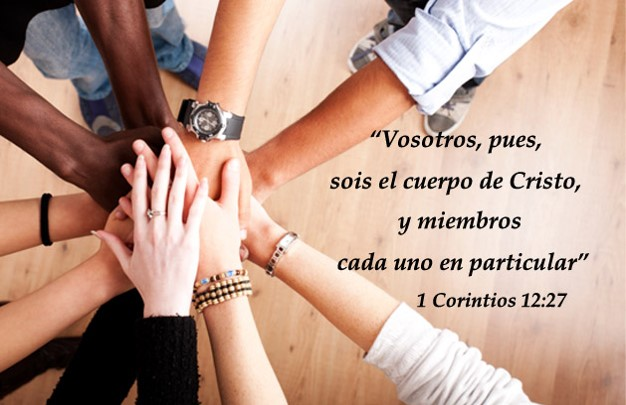 “Vosotros, pues,
sois el cuerpo de Cristo,
y miembros
cada uno en particular”
1 Corintios 12:27